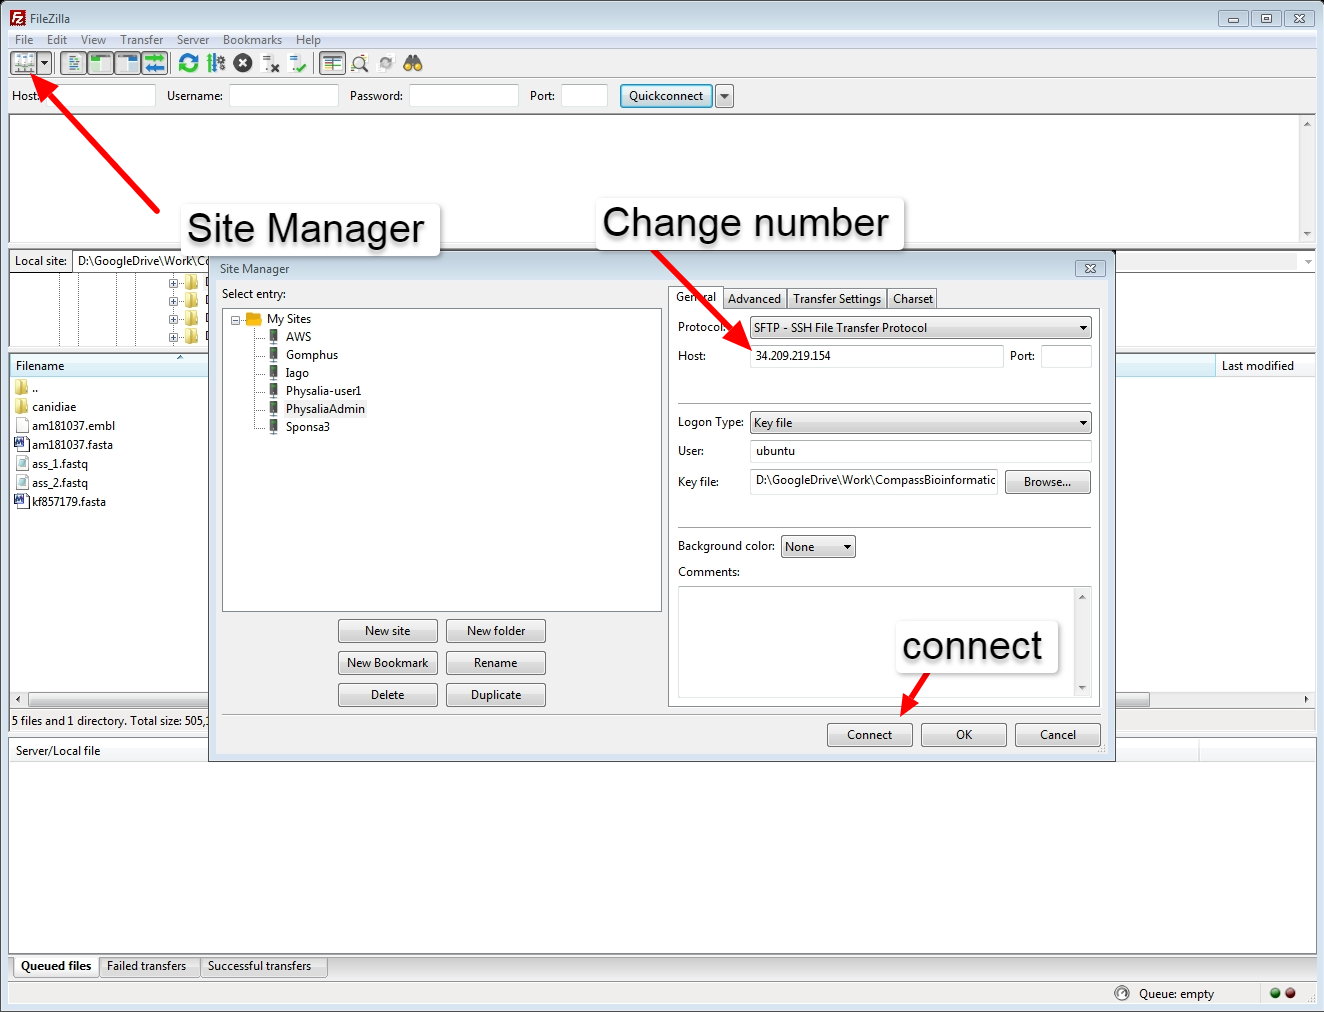 FileZilla
File Edit View Transfer Server Bookmarks Help
Host: Username: Password: Port: Quickconnect
Site Manager
Change number
connect
Local site: D:\GoogleDrive\Work\Co
Filename
..
canidiae
am181037.embl
am181037.fasta
ass_1.fastq
ass_2.fastq
kf857179.fasta
5 files and 1 directory. Total size: 505,
Last modified
Site Manager
Select entry:
My Sites
AWS
Gomphus
Iago
Physalia-user1
PhysaliaAdmin
Sponsa3
New site New folder
New Bookmark Rename
Delete Duplicate
General Advanced Transfer Settings Charset
Protocol: SFTP - SSH File Transfer Protocol
Host: 34.209.219.154 Port:
Logon Type: Key file
User: ubuntu
Key file: D:\GoogleDrive\Work\CompassBioinformatic Browse...
Background color: None
Comments:
Connect OK Cancel
Server/Local file
Queued files Failed transfers Successful transfers
Queue: empty